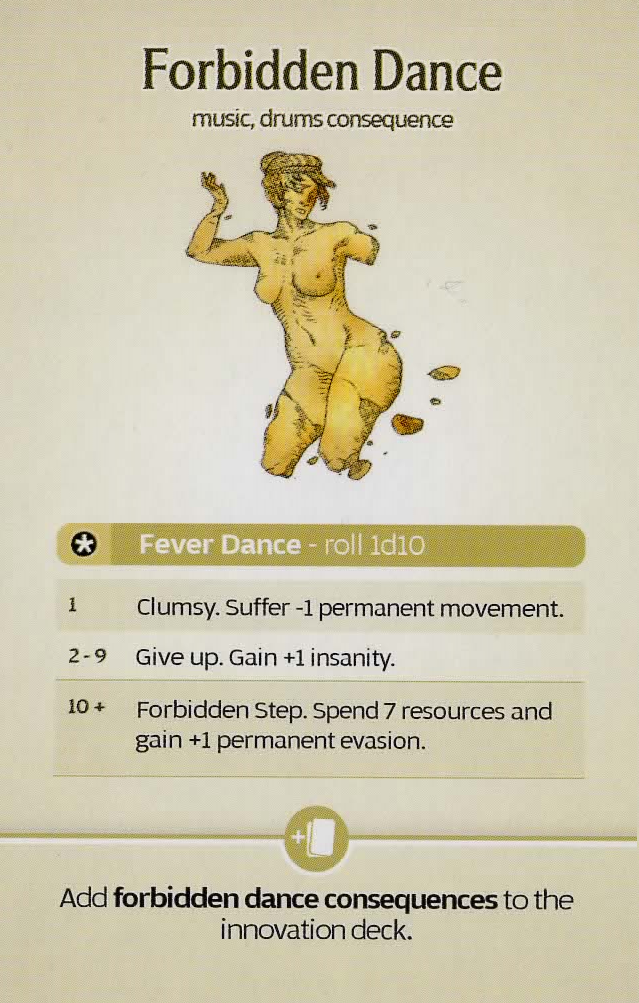 Forbidden Dance
music, drums consequence
Fever Dance - roll 1d10
1 Clumsy. Suffer -1 permanent movement.
2-9 Give up. Gain +1 insanity.
10+ Forbidden Step. Spend 7 resources and
gain +1 permanent evasion.
+
Add forbidden dance consequences to the
innovation deck.